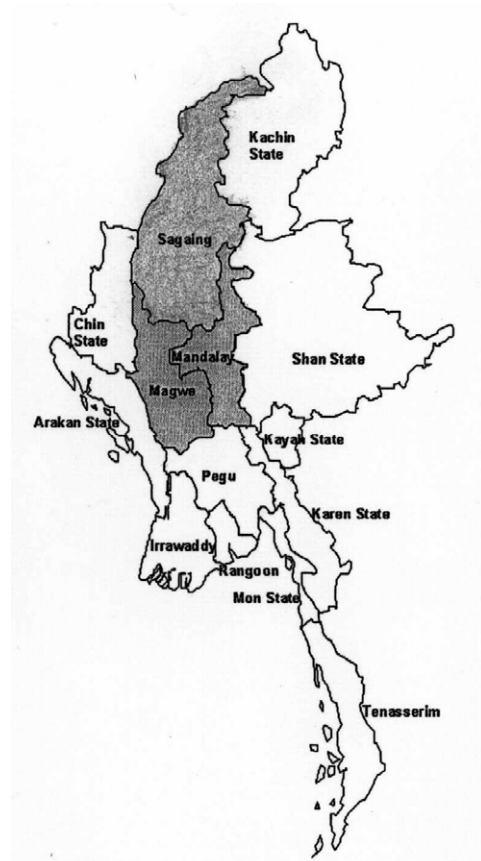 Kachin
State
Sagaing
Chin
State
Mandalay
Shan State
Magwe
Arakan State
Kayah State
Pegu
Karen State
Irrawaddy
Rangoon
Mon State
Tenasserim